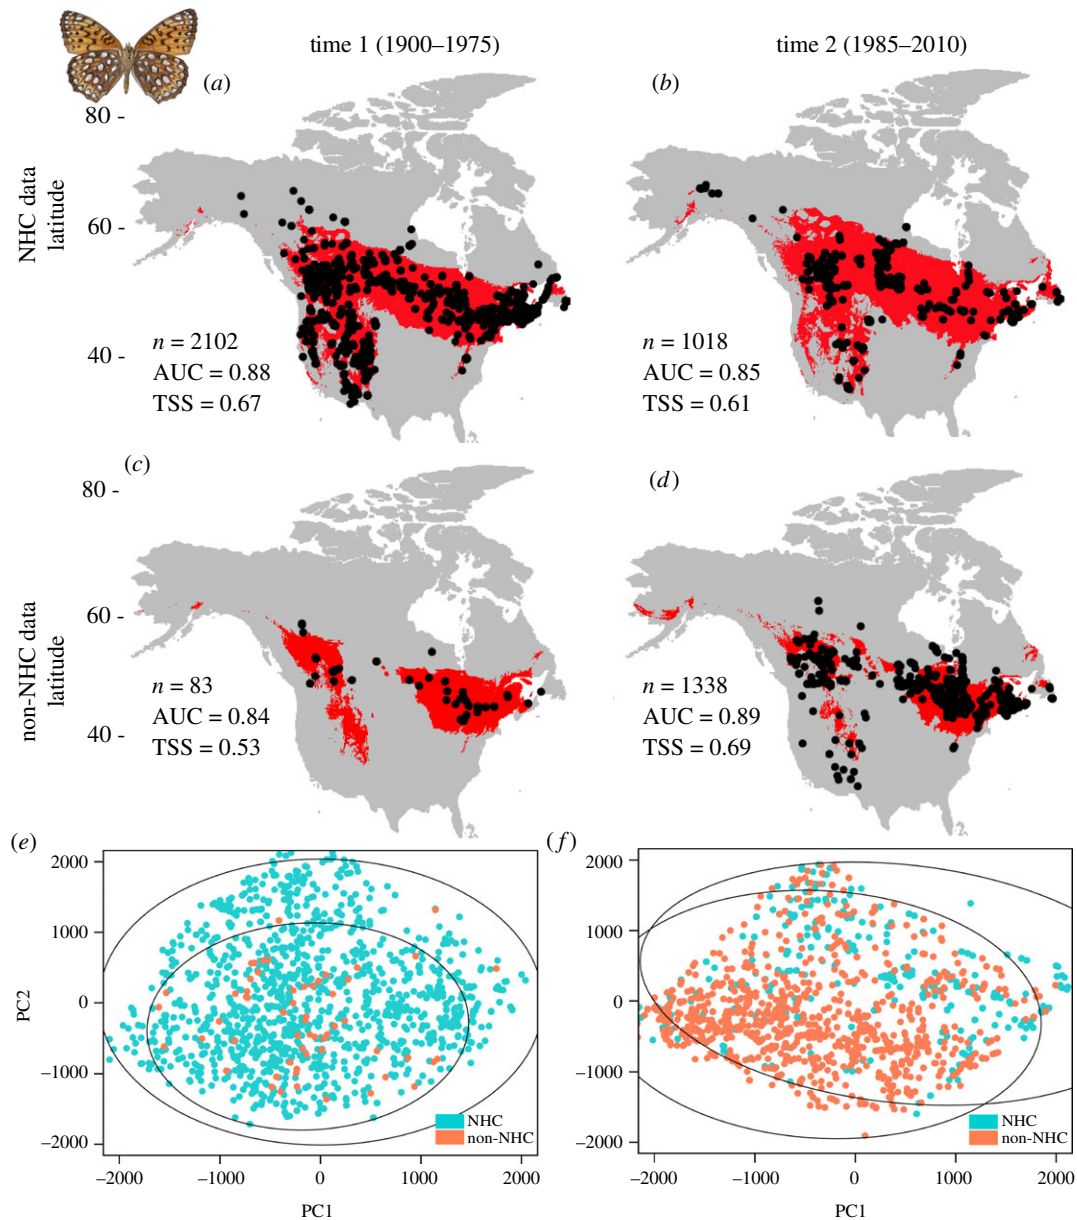 time 1 (1900–1975)
time 2 (1985–2010)
(a)
(b)
NHC data
latitude
80 -
60 -
40 -
n = 2102
AUC = 0.88
TSS = 0.67
n = 1018
AUC = 0.85
TSS = 0.61
(c)
(d)
non-NHC data
latitude
80 -
60 -
40 -
n = 83
AUC = 0.84
TSS = 0.53
n = 1338
AUC = 0.89
TSS = 0.69
(e)
PC2
2000
1000
0
−1000
−2000
NHC
non-NHC
−2000 −1000 0 1000 2000
PC1
(f)
2000
1000
0
−1000
−2000
NHC
non-NHC
−2000 −1000 0 1000 2000
PC1